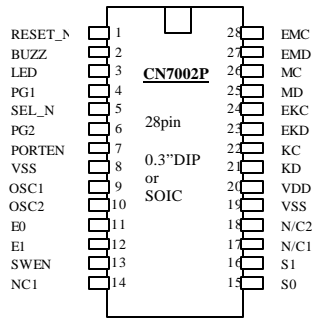 RESET_N 1 28 EMC
BUZZ 2 27 EMD
LED 3 CN7002P 26 MC
PG1 4 25 MD
SEL_N 5 28pin 24 EKC
PG2 6 23 EKD
PORTEN 7 0.3”DIP 22 KC
VSS 8 or 21 KD
OSC1 9 SOIC 20 VDD
OSC2 10 19 VSS
E0 11 18 N/C2
E1 12 17 N/C1
SWEN 13 16 S1
NC1 14 15 S0